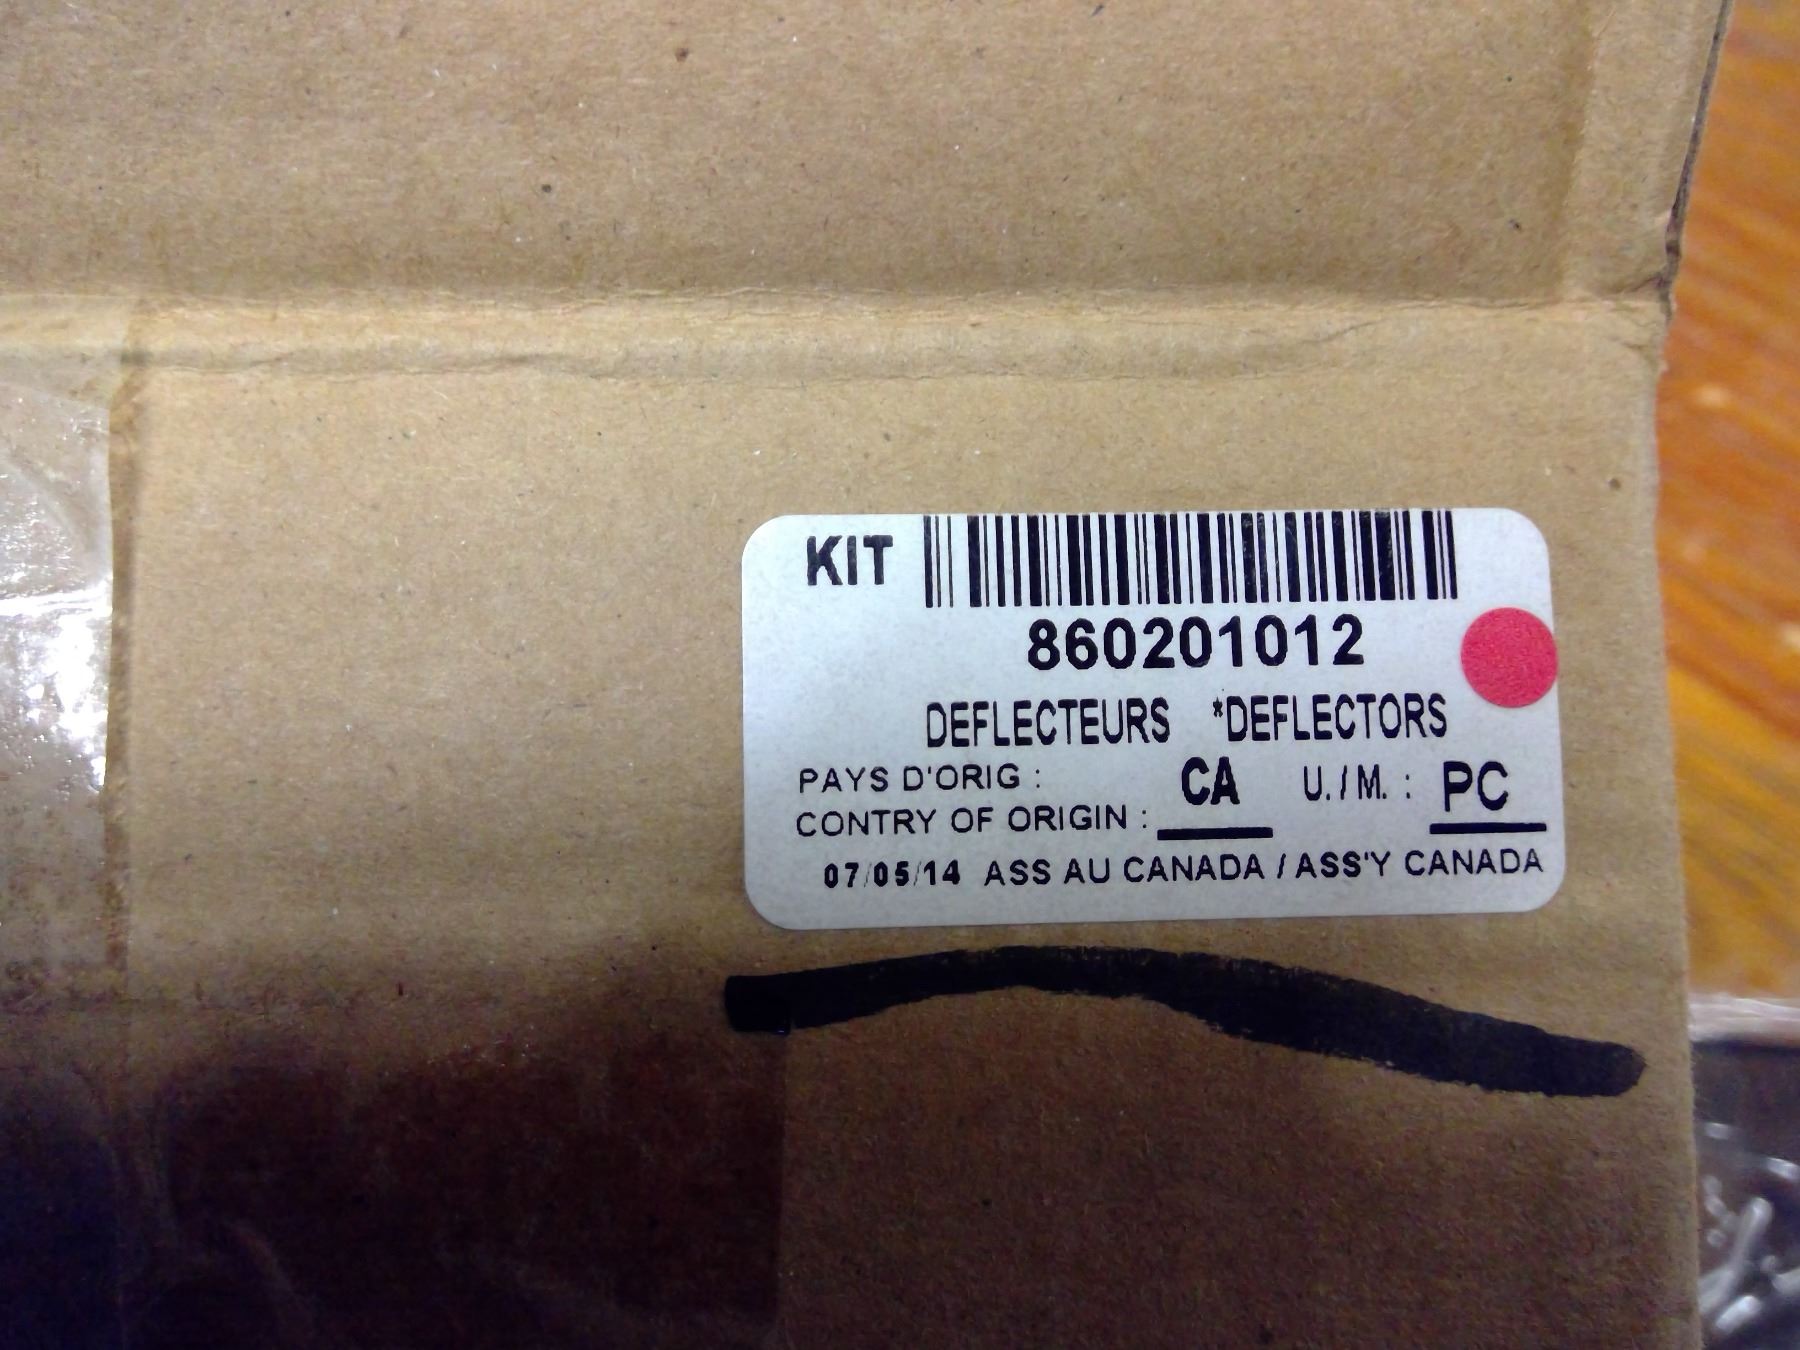 KIT
860201012
DEFLECTEURS *DEFLECTORS
PAYS D'ORIG :
CONTRY OF ORIGIN : CA U./M. : PC
07/05/14 ASS AU CANADA / ASS'Y CANADA